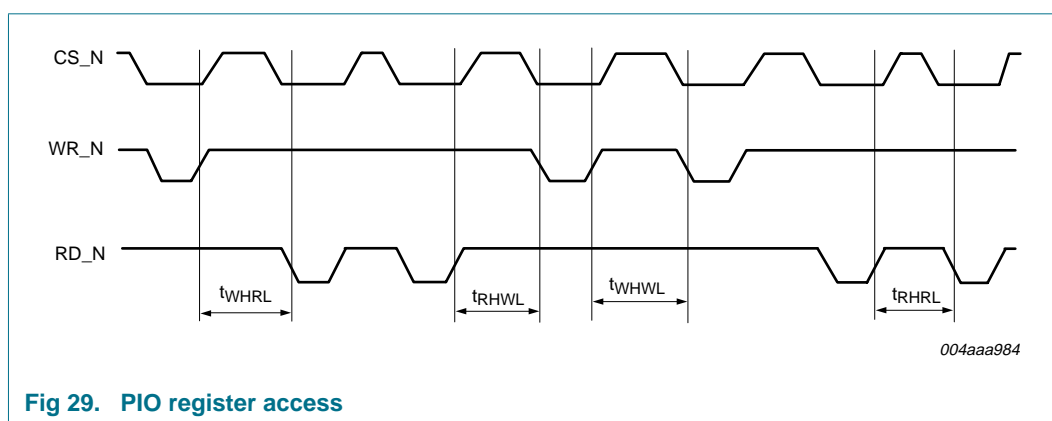 CS_N
WR_N
RD_N
tWHRL
tRHWL
tWHWL
tRHRL
004aaa984
Fig 29. PIO register access